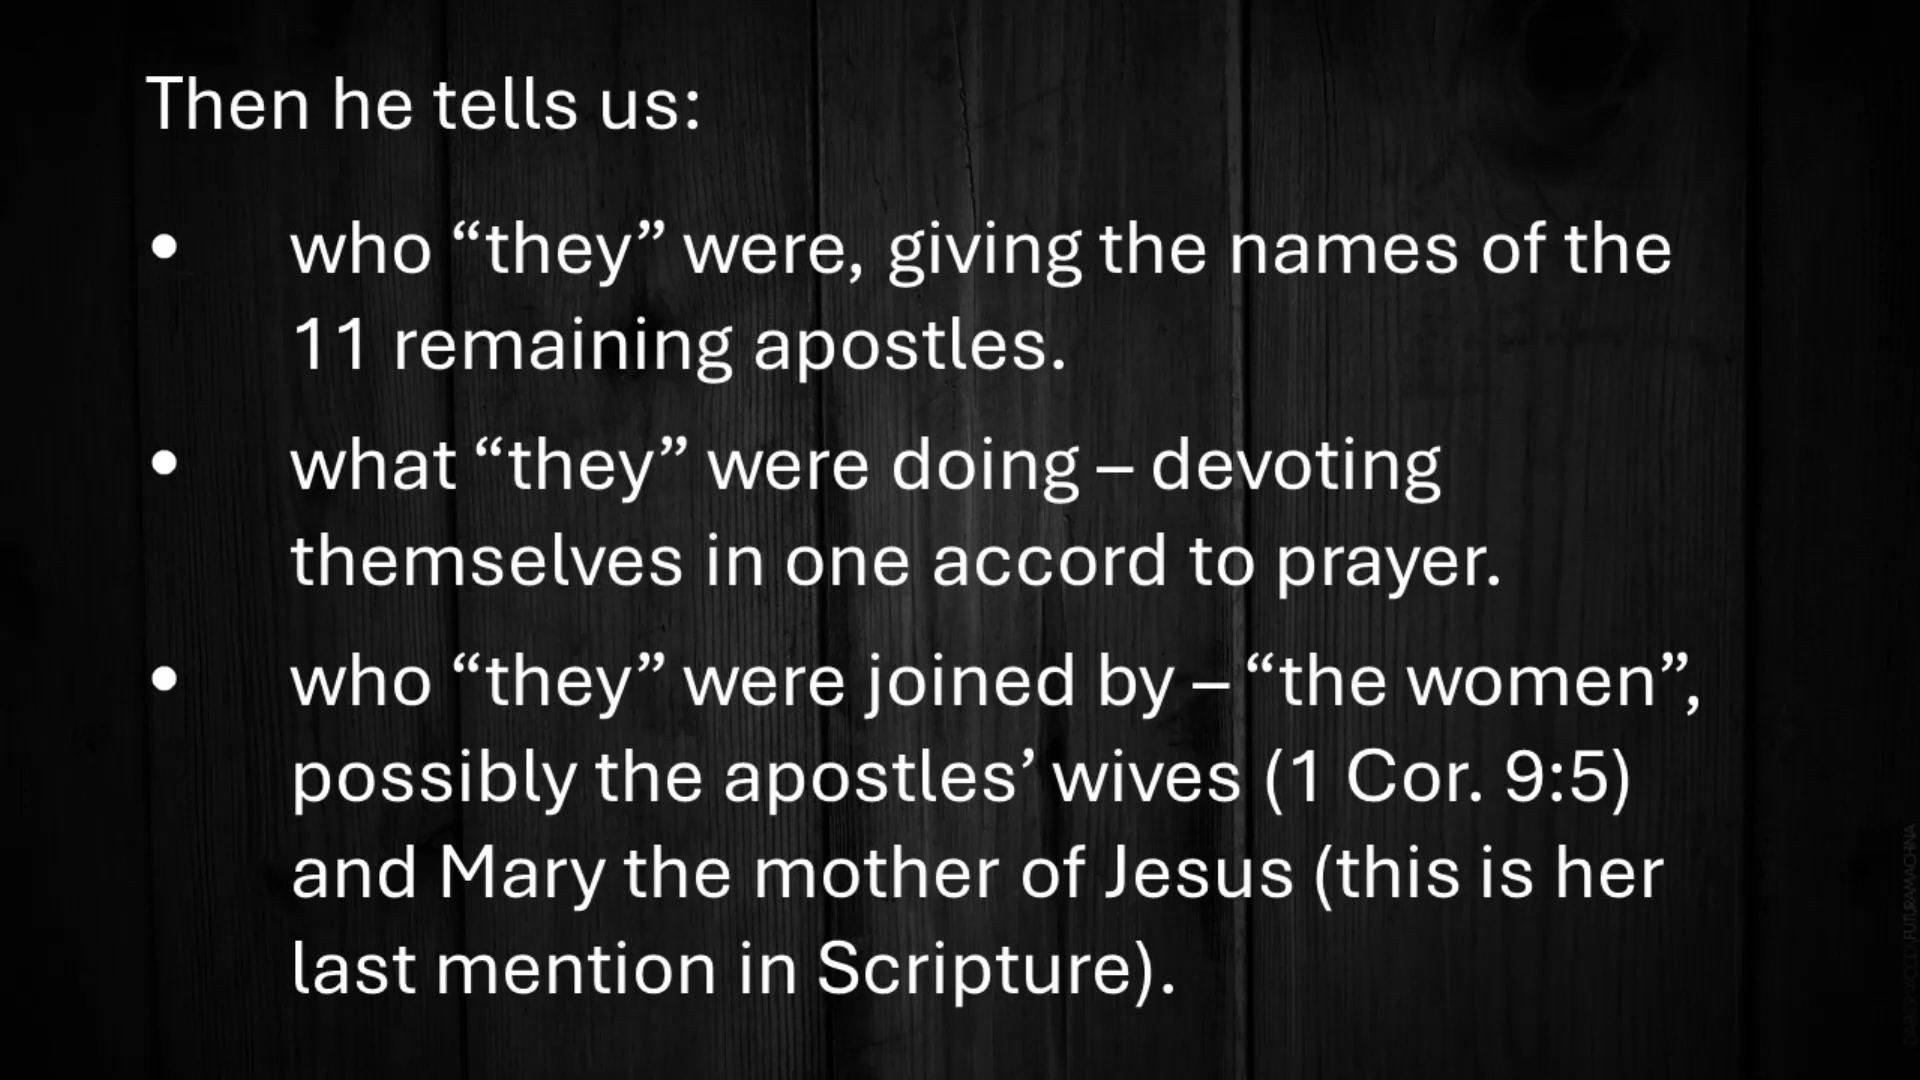 Then he tells us:
• who “they” were, giving the names of the
11 remaining apostles.
• what “they” were doing – devoting
themselves in one accord to prayer.
• who “they” were joined by – “the women”,
possibly the apostles’ wives (1 Cor. 9:5)
and Mary the mother of Jesus (this is her
last mention in Scripture).
FUTURAMACHINA